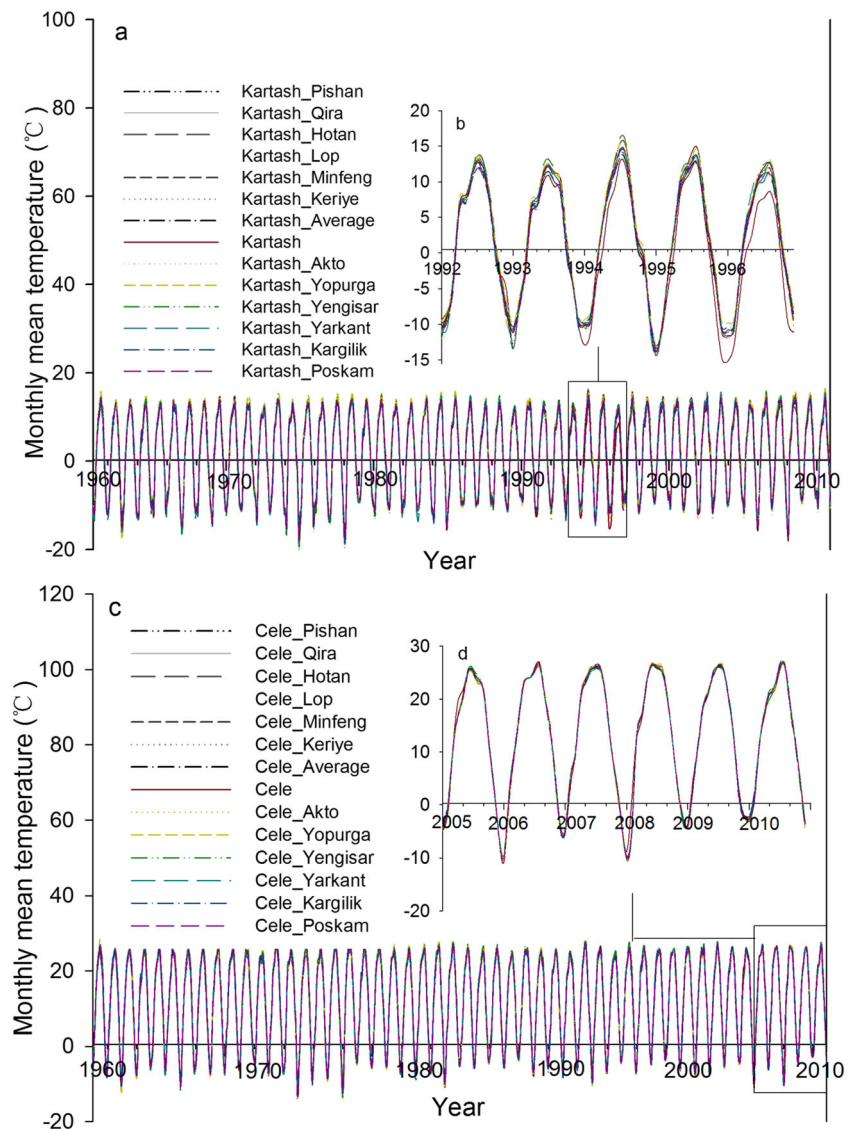 a
Monthly mean temperature (℃)
100
80
60
40
20
0
-20
Kartash_Pishan
Kartash_Qira
Kartash_Hotan
Kartash_Lop
Kartash_Minfeng
Kartash_Keriye
Kartash_Average
Kartash
Kartash_Akto
Kartash_Yopurga
Kartash_Yengisar
Kartash_Yarkant
Kartash_Kargilik
Kartash_Poskam
b
20
15
10
5
0
-5
-10
-15
1992 1993 1994 1995 1996
1960 1970 1980 1990 2000 2010
Year
c
Monthly mean temperature (℃)
120
100
80
60
40
20
0
-20
Cele_Pishan
Cele_Qira
Cele_Hotan
Cele_Lop
Cele_Minfeng
Cele_Keriye
Cele_Average
Cele
Cele_Akto
Cele_Yopurga
Cele_Yengisar
Cele_Yarkant
Cele_Kargilik
Cele_Poskam
d
30
20
10
0
-10
-20
2005 2006 2007 2008 2009 2010
1960 1970 1980 1990 2000 2010
Year